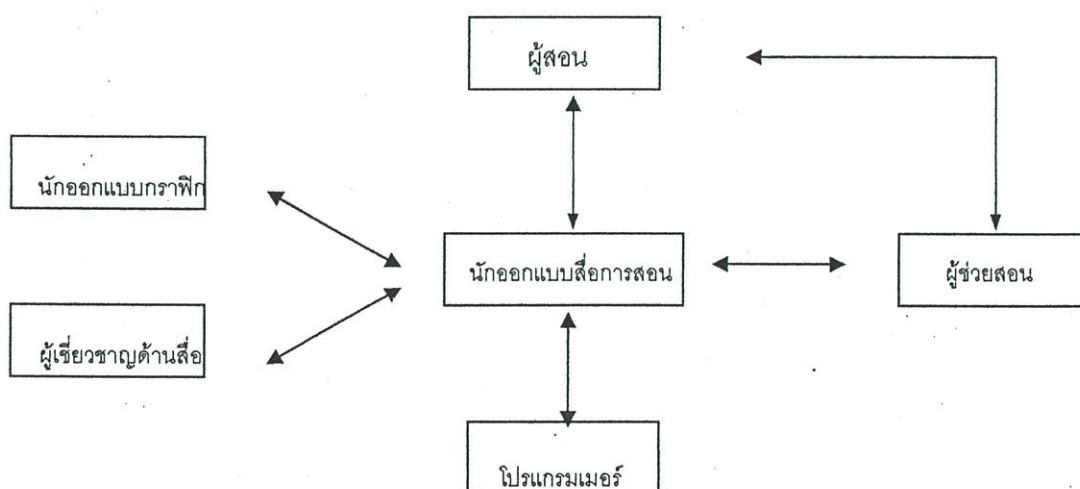 ผู้สอน
นักออกแบบกราฟิก
นักออกแบบสื่อการสอน
ผู้ช่วยสอน
ผู้เชี่ยวชาญด้านสื่อ
โปรแกรมเมอร์